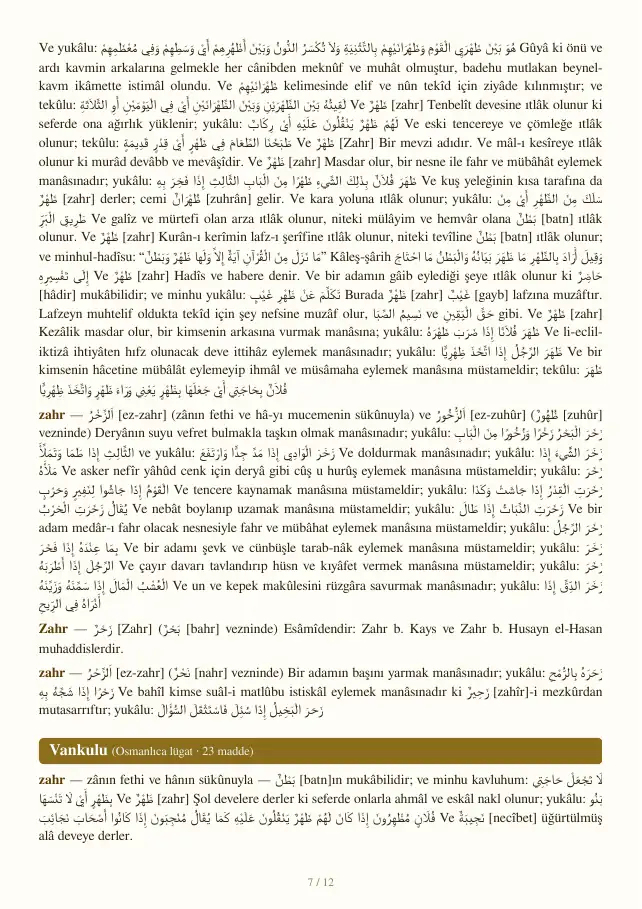 Ve yukâlu: هُوَ بَيْنَ ظَهْرَيِ الْقَوْمِ وَظَهْرَانَيْهِمْ بِالتَّثْنِيَةِ وَلاَ تُكْسَرُ النُّونُ وَبَيْنَ أَظْهُرِهِمْ أَيْ وَسَطِهِمْ وَفِي مُعْظَمِهِمْ Gûyâ ki önü ve
ardı kavmin arkalarına gelmekle her cânibden meknûf ve muhât olmuştur, badehu mutlakan beynel-
kavm ikâmette istimâl olundu. Ve ظَهْرَانَيْهِمْ kelimesinde elif ve nûn tekîd için ziyâde kılınmıştır; ve
tekûlu: لَقِيتُهُ بَيْنَ الظَّهْرَيْنِ وَبَيْنَ الظَّهْرَانَيْنِ أَيْ فِي الْيَوْمَيْنِ أَوِ الثَّلاَثَةِ Ve ظَهْرٌ [zahr] Tenbelît devesine ıtlâk olunur ki
seferde ona ağırlık yüklenir; yukâlu: لَهُمْ ظَهْرٌ يَنْقُلُونَ عَلَيْهِ أَيْ رِكَابٌ Ve eski tencereye ve çömleğe ıtlâk
olunur; tekûlu: طَبَخْنَا الطَّعَامَ فِي ظَهْرٍ أَيْ قِدْرٍ قَدِيمَةٍ Ve ظَهْرٌ [Zahr] Bir mevzi adıdır. Ve mâl-ı kesîreye ıtlâk
olunur ki murâd devâbb ve mevâşîdir. Ve ظَهْرٌ [zahr] Masdar olur, bir nesne ile fahr ve mübâhât eylemek
manâsınadır; yukâlu: ظَهَرَ فُلاَنٌ بِذَلِكَ الشَّيْءِ ظَهْرًا مِنَ الْبَابِ الثَّالِثِ إِذَا فَخَرَ بِهِ Ve kuş yeleğinin kısa tarafına da
ظَهْرٌ [zahr] derler; cemi ظُهْرَانٌ [zuhrân] gelir. Ve kara yoluna ıtlâk olunur; yukâlu: سَلَكَ مِنَ الظَّهْرِ أَيْ مِنْ
طَرِيقِ الْبَرِّ Ve galîz ve mürtefi olan arza ıtlâk olunur, niteki mülâyim ve hemvâr olana بَطْنٌ [batn] ıtlâk
olunur. Ve ظَهْرٌ [zahr] Kurân-ı kerîmin lafz-ı şerîfine ıtlâk olunur, niteki tevîline بَطْنٌ [batn] ıtlâk olunur;
ve minhul-hadîsu: “مَا نَزَلَ مِنَ الْقُرْآنِ آيَةٌ إِلاَّ وَلَهَا ظَهْرٌ وَبَطْنٌ” Kâleş-şârih وَقِيلَ أَرَادَ بِالظَّهْرِ مَا ظَهَرَ بَيَانُهُ وَالْبَطْنُ مَا احْتَاجَ
إِلَى تَفْسِيرِهِ Ve ظَهْرٌ [zahr] Hadîs ve habere denir. Ve bir adamın gâib eylediği şeye ıtlâk olunur ki حَاضِرٌ
[hâdir] mukâbilidir; ve minhu yukâlu: تَكَلَّمَ عَنْ ظَهْرِ غَيْبٍ Burada ظَهْرٌ [zahr] غَيْبٌ [gayb] lafzına muzâftır.
Lafzeyn muhtelif oldukta tekîd için şey nefsine muzâf olur, نَسِيمُ الصَّبَا ve حَقُّ الْيَقِينِ gibi. Ve ظَهْرٌ [zahr]
Kezâlik masdar olur, bir kimsenin arkasına vurmak manâsına; yukâlu: ظَهَرَ فُلاَنًا إِذَا ضَرَبَ ظَهْرَهُ Ve li-eclil-
iktizâ ihtiyâten hıfz olunacak deve ittihâz eylemek manâsınadır; yukâlu: ظَهَرَ الرَّجُلُ إِذَا اتَّخَذَ ظِهْرِيًّا Ve bir
kimsenin hâcetine mübâlât eylemeyip ihmâl ve müsâmaha eylemek manâsına müstameldir; tekûlu: ظَهَرَ
فُلاَنٌ بِحَاجَتِي أَيْ جَعَلَهَا بِظَهْرٍ يَعْنِي وَرَاءَ ظَهْرٍ وَاتَّخَذَ ظِهْرِيًّا
zahr — اَلزَّخْرُ [ez-zahr] (zânın fethi ve hâ-yı mucemenin sükûnuyla) ve اَلزُّخُورُ [ez-zuhûr] (ظُهُورٌ [zuhûr]
vezninde) Deryânın suyu vefret bulmakla taşkın olmak manâsınadır; yukâlu: زَخَرَ الْبَحْرُ زَخْرًا وَزُخُورًا مِنَ الْبَابِ
الثَّالِثِ إِذَا طَمَا وَتَمَلَّأَ ve yukâlu: زَخَرَ الْوَادِي إِذَا مَدَّ جِدًّا وَارْتَفَعَ Ve doldurmak manâsınadır; yukâlu: زَخَرَ الشَّيْءَ إِذَا
مَلَأَهُ Ve asker nefîr yâhûd cenk için deryâ gibi cûş u hurûş eylemek manâsına müstameldir; yukâlu: زَخَرَ
الْقَوْمُ إِذَا جَاشُوا لِنَفِيرٍ وَحَرْبٍ Ve tencere kaynamak manâsına müstameldir; yukâlu: زَخَرَتِ الْقِدْرُ إِذَا جَاشَتْ وَكَذَا
يُقَالُ زَخَرَتِ الْحَرْبُ Ve nebât boylanıp uzamak manâsına müstameldir; yukâlu: زَخَرَتِ النَّبَاتُ إِذَا طَالَ Ve bir
adam medâr-ı fahr olacak nesnesiyle fahr ve mübâhat eylemek manâsına müstameldir; yukâlu: زَخَرَ الرَّجُلُ
بِمَا عِنْدَهُ إِذَا فَخَرَ Ve bir adamı şevk ve cünbüşle tarab-nâk eylemek manâsına müstameldir; yukâlu: زَخَرَ
الرَّجُلَ إِذَا أَطْرَبَهُ Ve çayır davarı tavlandırıp hüsn ve kıyâfet vermek manâsına müstameldir; yukâlu: زَخَرَ
الْعُشْبُ الْمَالَ إِذَا سَمَّنَهُ وَزَيَّنَهُ Ve un ve kepek makûlesini rüzgâra savurmak manâsınadır; yukâlu: زَخَرَ الدِّقَّ إِذَا
أَذْرَاهُ فِي الرِّيحِ
Zahr — زَحَرٌ [Zahr] (بَحْرٌ [bahr] vezninde) Esâmîdendir: Zahr b. Kays ve Zahr b. Husayn el-Hasan
muhaddislerdir.
zahr — اَلزَّحْرُ [ez-zahr] (نَحْرٌ [nahr] vezninde) Bir adamın başını yarmak manâsınadır; yukâlu: زَحَرَهُ بِالرُّمْحِ
زَحْرًا إِذَا شَجَّهُ بِهِ Ve bahîl kimse suâl-i matlûbu istiskâl eylemek manâsınadır ki زَحِيرٌ [zahîr]-i mezkûrdan
mutasarrıftır; yukâlu: زَحَرَ الْبَخِيلُ إِذَا سُئِلَ فَاسْتَثْقَلَ السُّؤَالَ
Vankulu (Osmanlıca lügat · 23 madde)
zahr — zânın fethi ve hânın sükûnuyla — بَطْنٌ [batn]ın mukâbilidir; ve minhu kavluhum: لَا تَجْعَلْ حَاجَتِي
بِظَهْرٍ أَيْ لَا تَنْسَهَا Ve ظَهْرٌ [zahr] Şol develere derler ki seferde onlarla ahmâl ve eskâl nakl olunur; yukâlu: بَنُو
فُلَانٍ مُظْهِرُونَ إِذَا كَانَ لَهُمْ ظَهْرٌ يَنْقُلُونَ عَلَيْهِ كَمَا يُقَالُ مُنْجِبُونَ إِذَا كَانُوا أَصْحَابَ نَجَائِبَ Ve نَجِيبَةٌ [necîbet] üğürtülmüş
alâ deveye derler.
7 / 12